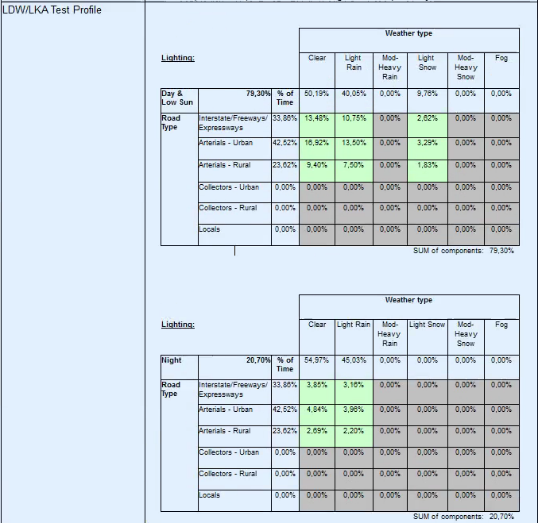 LDW/LKA Test Profile
Weather type
Lighting: Clear Light Rain Mod-Heavy Rain Light Snow Mod-Heavy Snow Fog
Day & Low Sun 79,30% % of Time 50,19% 40,05% 0,00% 9,76% 0,00% 0,00%
Road Type Interstate/Freeways/Expressways 33,86% 13,48% 10,75% 0,00% 2,62% 0,00% 0,00%
Arterials - Urban 42,52% 16,92% 13,50% 0,00% 3,29% 0,00% 0,00%
Arterials - Rural 23,62% 9,40% 7,50% 0,00% 1,83% 0,00% 0,00%
Collectors - Urban 0,00% 0,00% 0,00% 0,00% 0,00% 0,00% 0,00%
Collectors - Rural 0,00% 0,00% 0,00% 0,00% 0,00% 0,00% 0,00%
Locals 0,00% 0,00% 0,00% 0,00% 0,00% 0,00% 0,00%
SUM of components: 79,30%
Weather type
Lighting: Clear Light Rain Mod-Heavy Rain Light Snow Mod-Heavy Snow Fog
Night 20,70% % of Time 54,97% 45,03% 0,00% 0,00% 0,00% 0,00%
Road Type Interstate/Freeways/Expressways 33,86% 3,85% 3,16% 0,00% 0,00% 0,00% 0,00%
Arterials - Urban 42,52% 4,84% 3,96% 0,00% 0,00% 0,00% 0,00%
Arterials - Rural 23,62% 2,69% 2,20% 0,00% 0,00% 0,00% 0,00%
Collectors - Urban 0,00% 0,00% 0,00% 0,00% 0,00% 0,00% 0,00%
Collectors - Rural 0,00% 0,00% 0,00% 0,00% 0,00% 0,00% 0,00%
Locals 0,00% 0,00% 0,00% 0,00% 0,00% 0,00% 0,00%
SUM of components: 20,70%